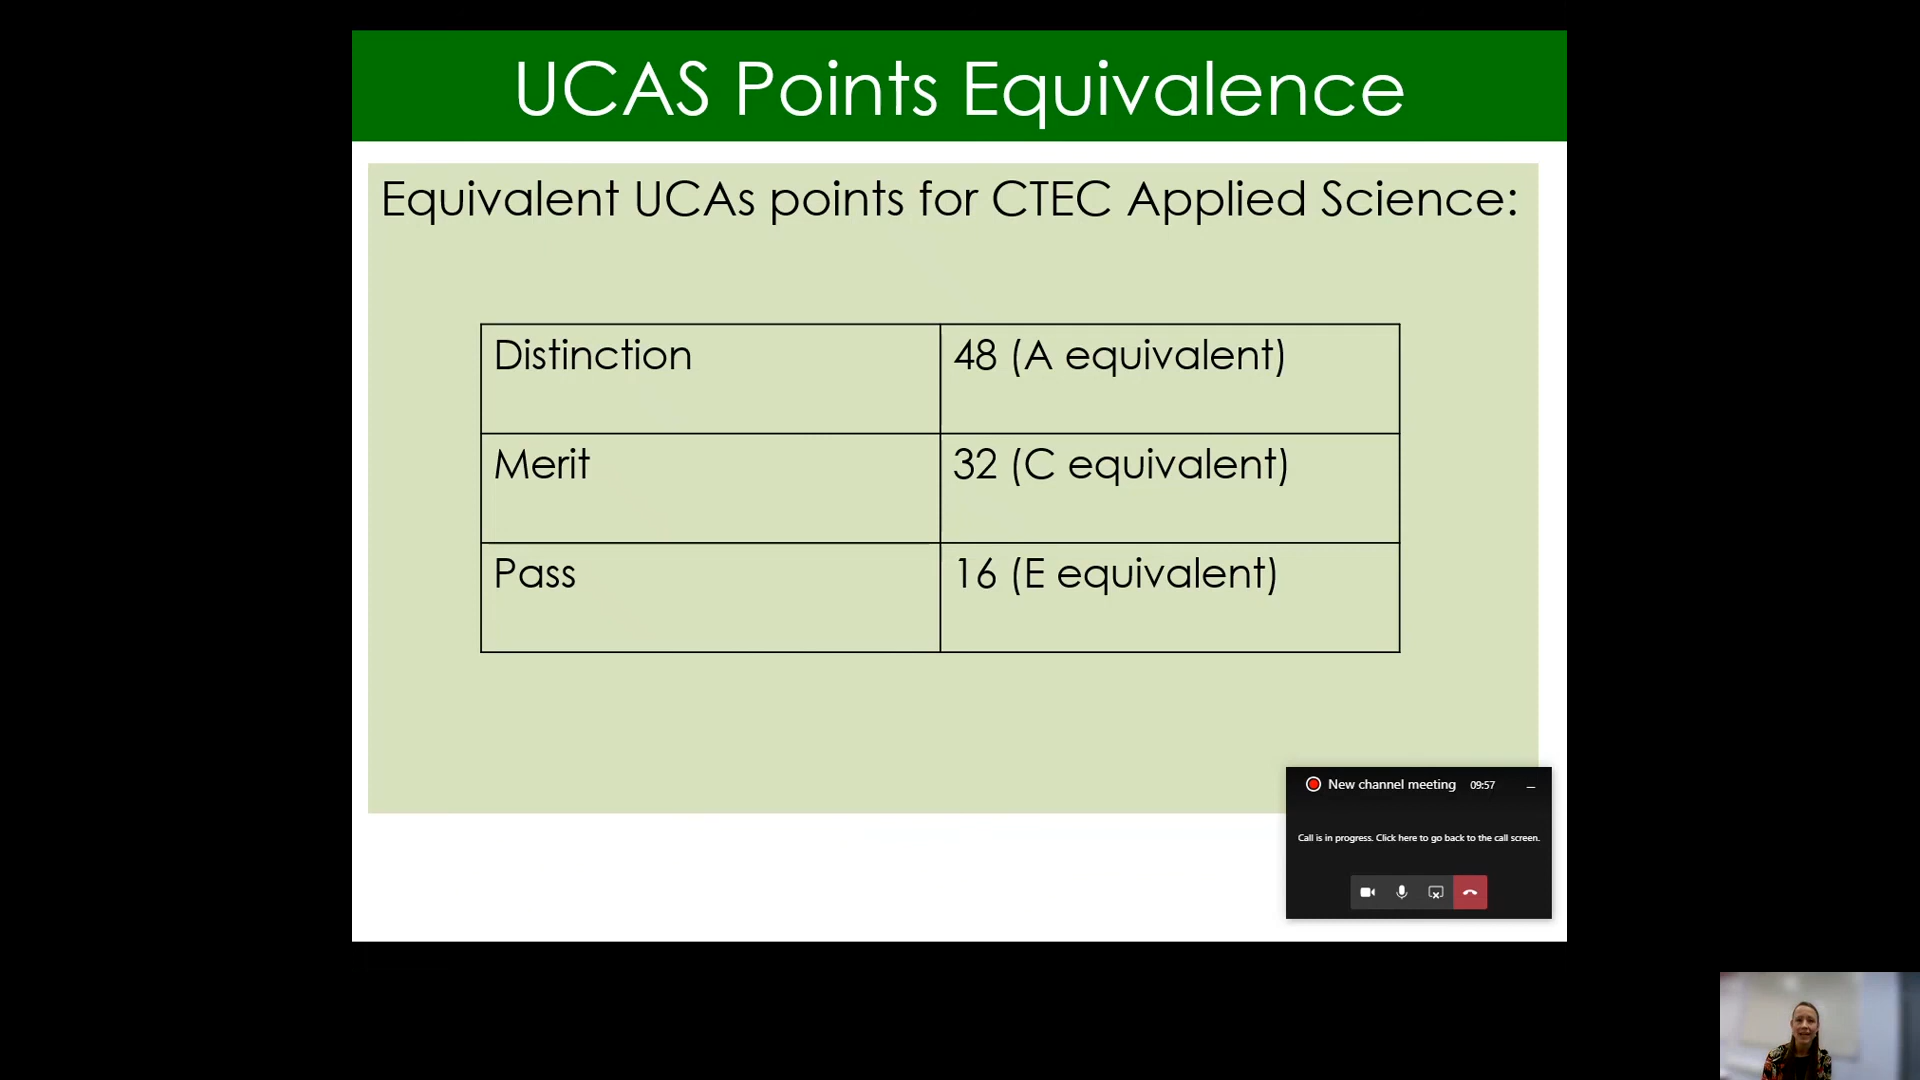 UCAS Points Equivalence
Equivalent UCAs points for CTEC Applied Science:
Distinction
48 (A equivalent)
Merit
32 (C equivalent)
Pass
16 (E equivalent)
New channel meeting 09:57
Call is in progress. Click here to go back to the call screen.